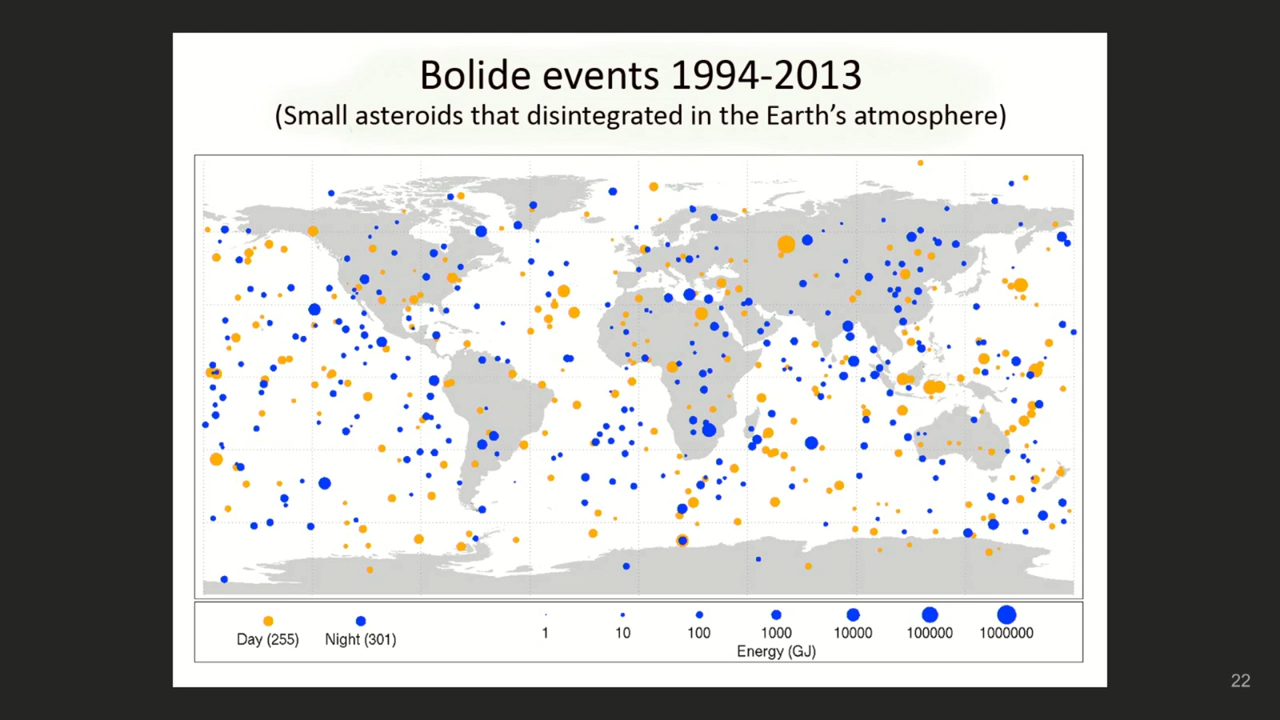 Bolide events 1994-2013
(Small asteroids that disintegrated in the Earth's atmosphere)
Day (255) Night (301)
1 10 100 1000 10000 100000 1000000
Energy (GJ)
22